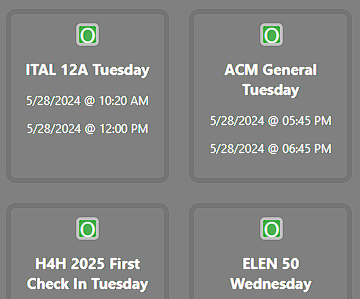 O
ITAL 12A Tuesday
5/28/2024 @ 10:20 AM
5/28/2024 @ 12:00 PM
O
ACM General
Tuesday
5/28/2024 @ 05:45 PM
5/28/2024 @ 06:45 PM
O
H4H 2025 First
Check In Tuesday
O
ELEN 50
Wednesday